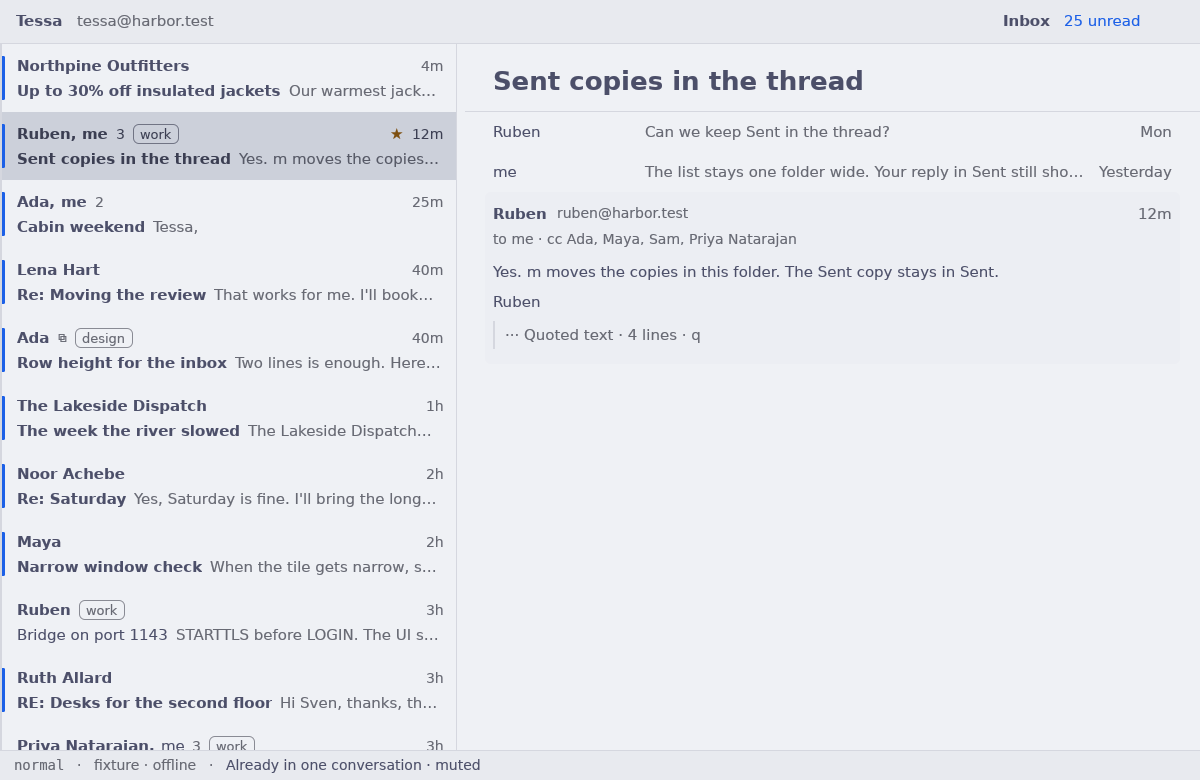 Tessa tessa@harbor.test Inbox 25 unread
Northpine Outfitters 4m
Up to 30% off insulated jackets Our warmest jack…
Ruben, me 3 work ★ 12m
Sent copies in the thread Yes. m moves the copies…
Ada, me 2 25m
Cabin weekend Tessa,
Lena Hart 40m
Re: Moving the review That works for me. I'll book…
Ada design 40m
Row height for the inbox Two lines is enough. Here…
The Lakeside Dispatch 1h
The week the river slowed The Lakeside Dispatch…
Noor Achebe 2h
Re: Saturday Yes, Saturday is fine. I'll bring the long…
Maya 2h
Narrow window check When the tile gets narrow, s…
Ruben work 3h
Bridge on port 1143 STARTTLS before LOGIN. The UI s…
Ruth Allard 3h
RE: Desks for the second floor Hi Sven, thanks, th…
Priya Natarajan, me 3 work 3h
Sent copies in the thread
Ruben Can we keep Sent in the thread? Mon
me The list stays one folder wide. Your reply in Sent still sho… Yesterday
Ruben ruben@harbor.test 12m
to me · cc Ada, Maya, Sam, Priya Natarajan
Yes. m moves the copies in this folder. The Sent copy stays in Sent.
Ruben
··· Quoted text · 4 lines · q
normal · fixture · offline · Already in one conversation · muted